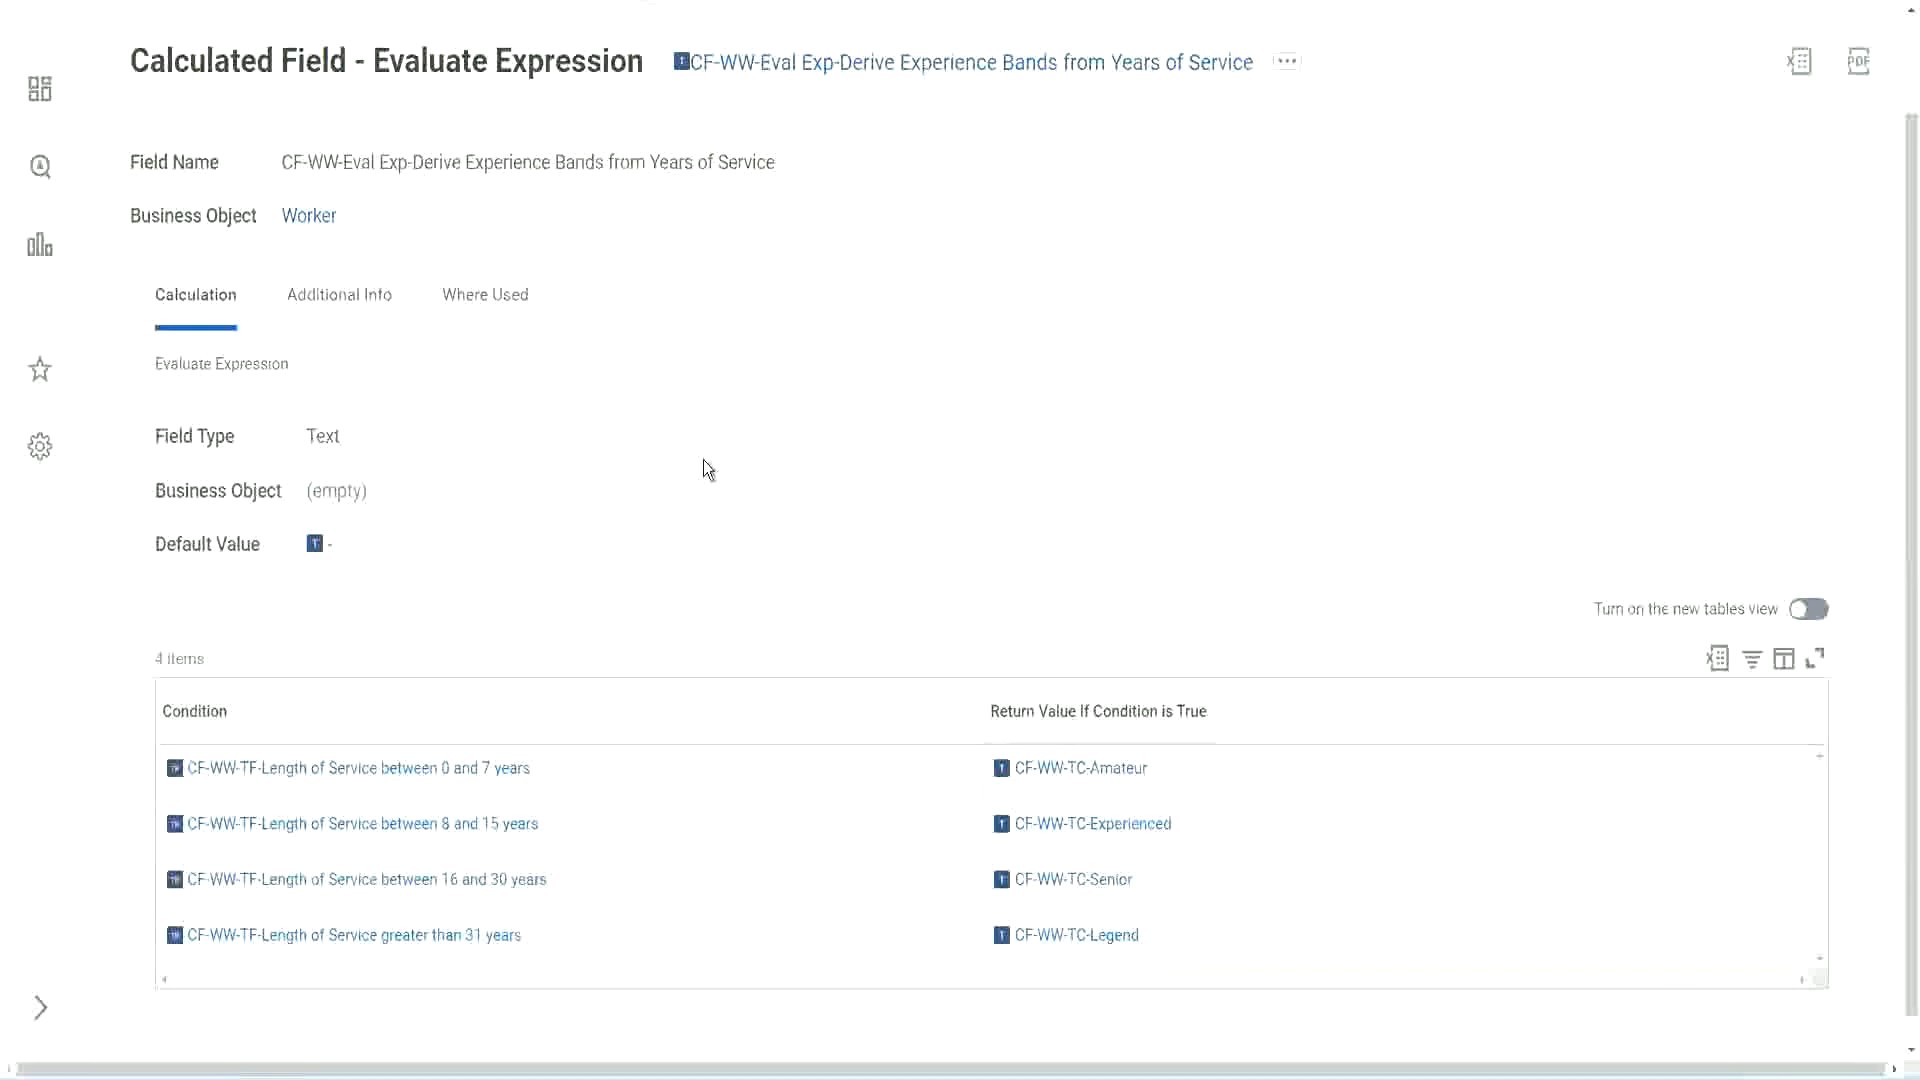 Calculated Field - Evaluate Expression CF-WW-Eval Exp-Derive Experience Bands from Years of Service
PDF
Field Name CF-WW-Eval Exp-Derive Experience Bands from Years of Service
Business Object Worker
Calculation Additional Info Where Used
Evaluate Expression
Field Type Text
Business Object (empty)
Default Value -
Turn on the new tables view
4 items
Condition Return Value If Condition is True
CF-WW-TF-Length of Service between 0 and 7 years CF-WW-TC-Amateur
CF-WW-TF-Length of Service between 8 and 15 years CF-WW-TC-Experienced
CF-WW-TF-Length of Service between 16 and 30 years CF-WW-TC-Senior
CF-WW-TF-Length of Service greater than 31 years CF-WW-TC-Legend